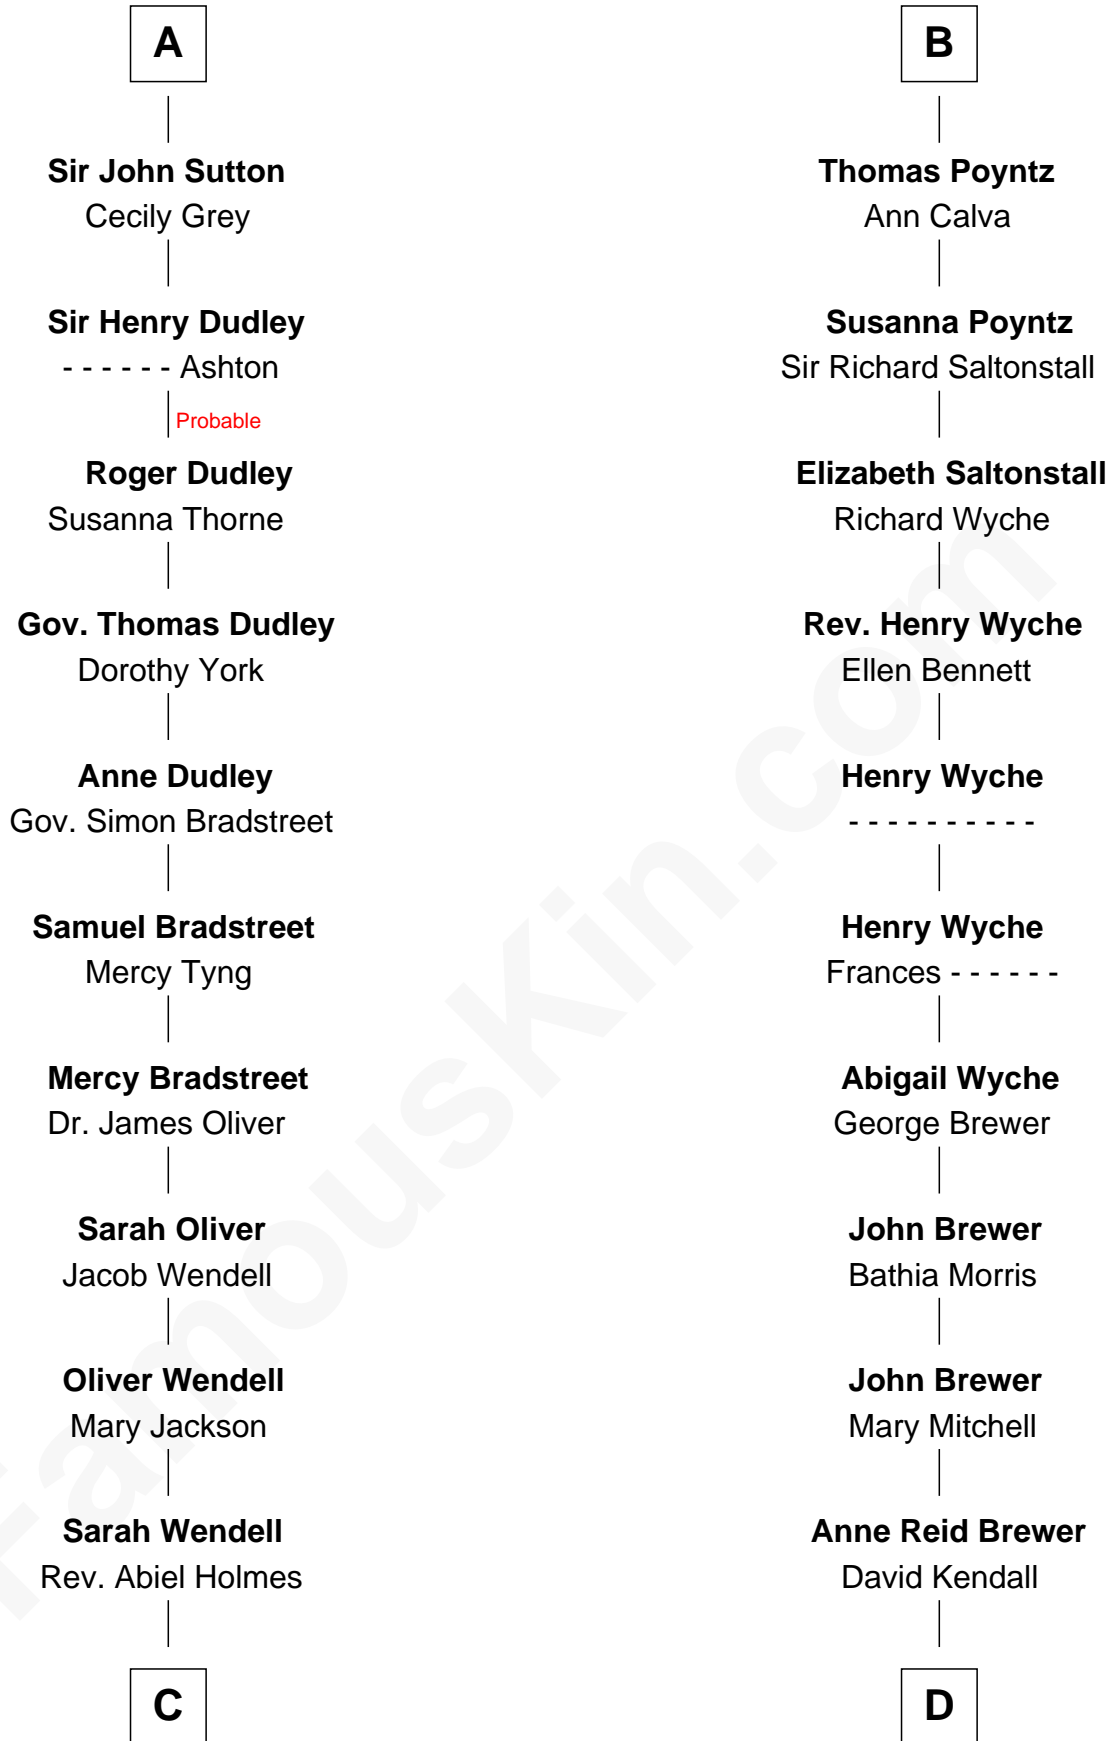 A
Sir John Sutton
Cecily Grey
Sir Henry Dudley
- - - - - - Ashton
Probable
Roger Dudley
Susanna Thorne
Gov. Thomas Dudley
Dorothy York
Anne Dudley
Gov. Simon Bradstreet
Samuel Bradstreet
Mercy Tyng
Mercy Bradstreet
Dr. James Oliver
Sarah Oliver
Jacob Wendell
Oliver Wendell
Mary Jackson
Sarah Wendell
Rev. Abiel Holmes
C
B
Thomas Poyntz
Ann Calva
Susanna Poyntz
Sir Richard Saltonstall
Elizabeth Saltonstall
Richard Wyche
Rev. Henry Wyche
Ellen Bennett
Henry Wyche
- - - - - - - - - -
Henry Wyche
Frances - - - - - -
Abigail Wyche
George Brewer
John Brewer
Bathia Morris
John Brewer
Mary Mitchell
Anne Reid Brewer
David Kendall
D
FamousKin.com